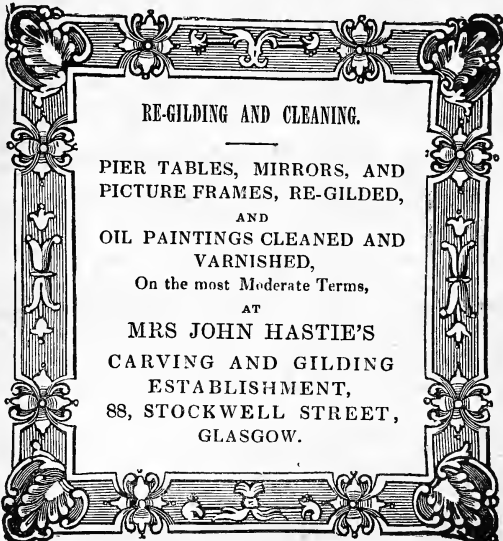 RE-GILDING AND CLEANING.
PIER TABLES, MIRRORS, AND
PICTURE FRAMES, RE-GILDED,
AND
OIL PAINTINGS CLEANED AND
VARNISHED,
On the most Moderate Terms,
AT
MRS JOHN HASTIE'S
CARVING AND GILDING
ESTABLISHMENT,
88, STOCKWELL STREET,
GLASGOW.